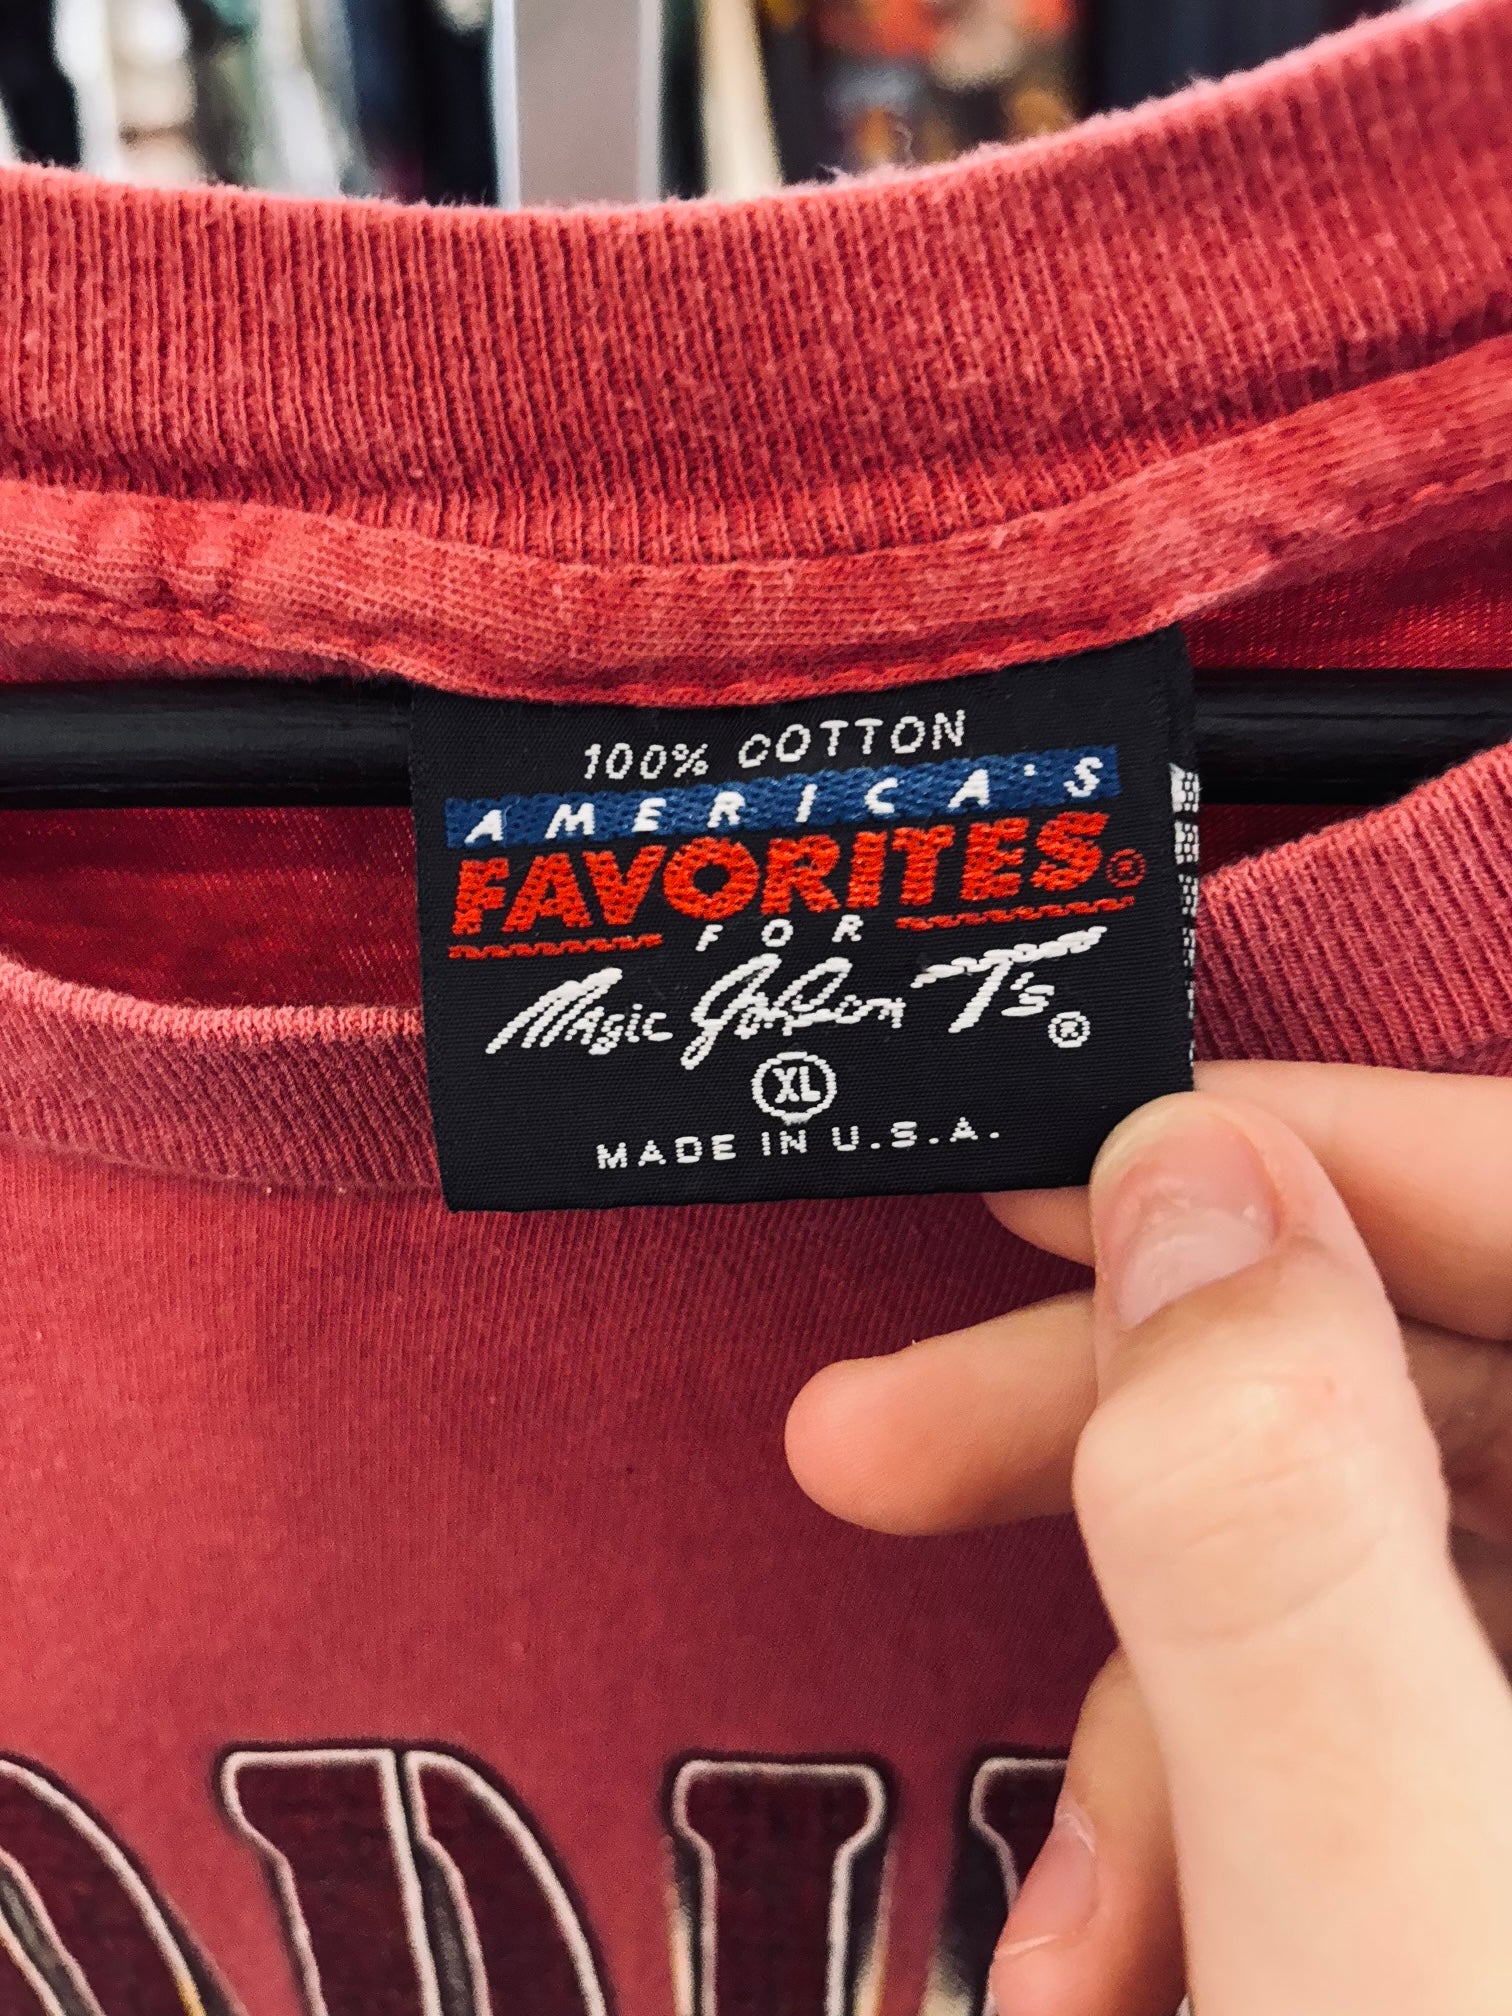 100% COTTON
AMERICA'S
FAVORITES®
FOR
Magic Johnson T's®
XL
MADE IN U.S.A.